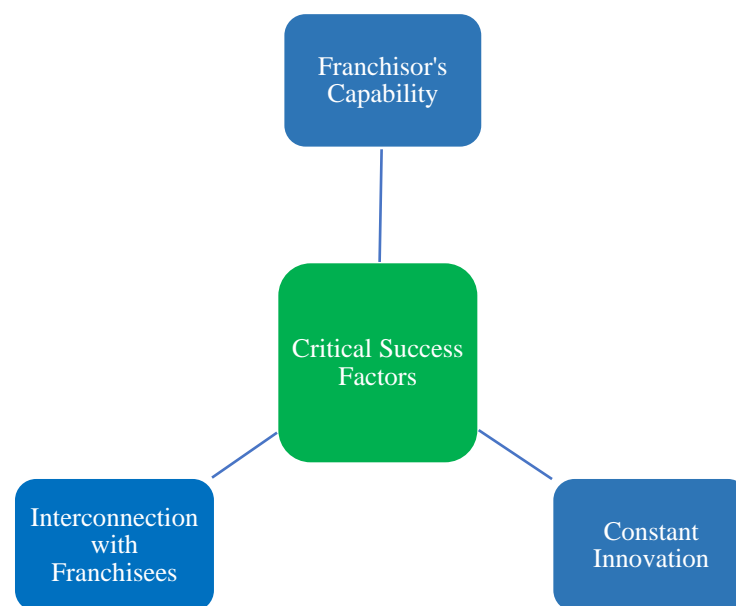 Franchisor's
Capability
Critical Success
Factors
Interconnection
with
Franchisees
Constant
Innovation